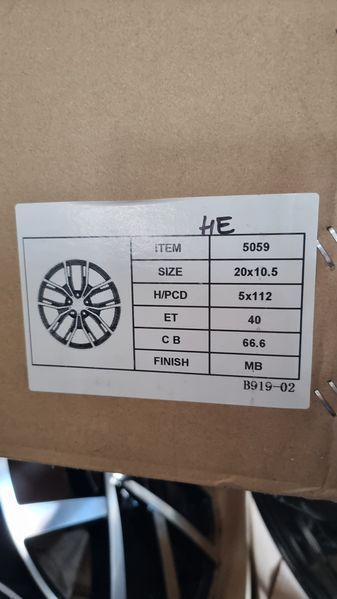 HE
ITEM 5059
SIZE 20x10.5
H/PCD 5x112
ET 40
C B 66.6
FINISH MB
B919-02